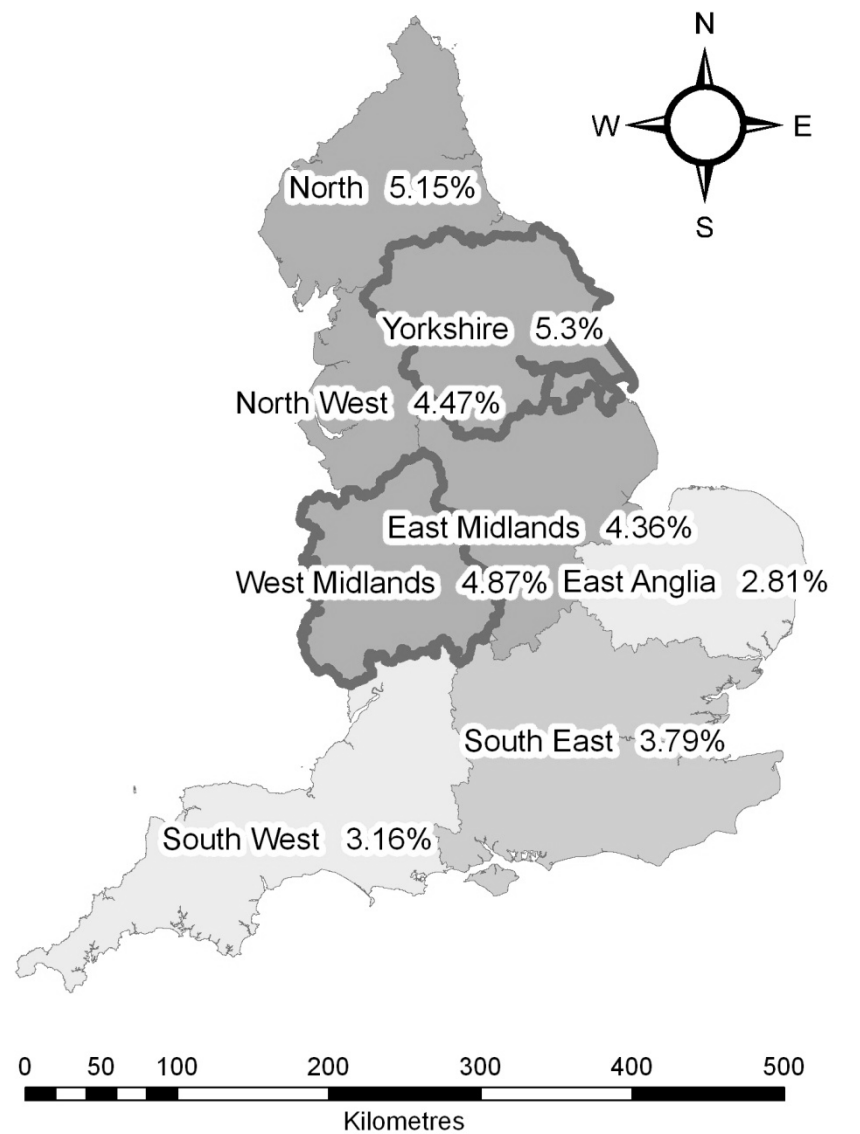 N
W E
S
North 5.15%
Yorkshire 5.3%
North West 4.47%
East Midlands 4.36%
West Midlands 4.87%
East Anglia 2.81%
South East 3.79%
South West 3.16%
0 50 100 200 300 400 500
Kilometres